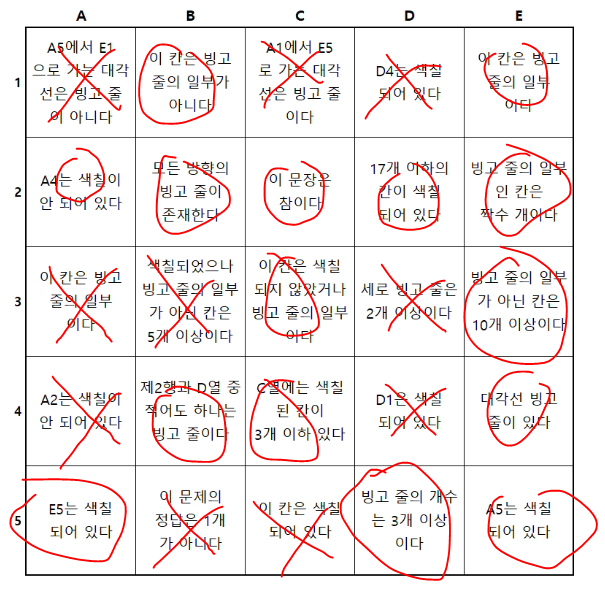 A B C D E
1
A5에서 E1
으로 가는 대각
선은 빙고 줄
이 아니다
이 칸은 빙고
줄의 일부가
아니다
A1에서 E5
로 가는 대각
선은 빙고 줄
이다
D4는 색칠
되어 있다
이 칸은 빙고
줄의 일부
이다
2
A4는 색칠이
안 되어 있다
모든 방향의
빙고 줄이
존재한다
이 문장은
참이다
17개 이하의
칸이 색칠
되어 있다
빙고 줄의 일부
인 칸은
짝수 개이다
3
이 칸은 빙고
줄의 일부
이다
색칠되었으나
빙고 줄의 일부
가 아닌 칸은
5개 이상이다
이 칸은 색칠
되지 않았거나
빙고 줄의 일부
이다
세로 빙고 줄은
2개 이상이다
빙고 줄의 일부
가 아닌 칸은
10개 이상이다
4
A2는 색칠이
안 되어 있다
제2행과 D열 중
적어도 하나는
빙고 줄이다
C열에는 색칠
된 칸이
3개 이하 있다
D1은 색칠
되어 있다
대각선 빙고
줄이 있다
5
E5는 색칠
되어 있다
이 문제의
정답은 1개
가 아니다
이 칸은 색칠
되어 있다
빙고 줄의 개수
는 3개 이상
이다
A5는 색칠
되어 있다